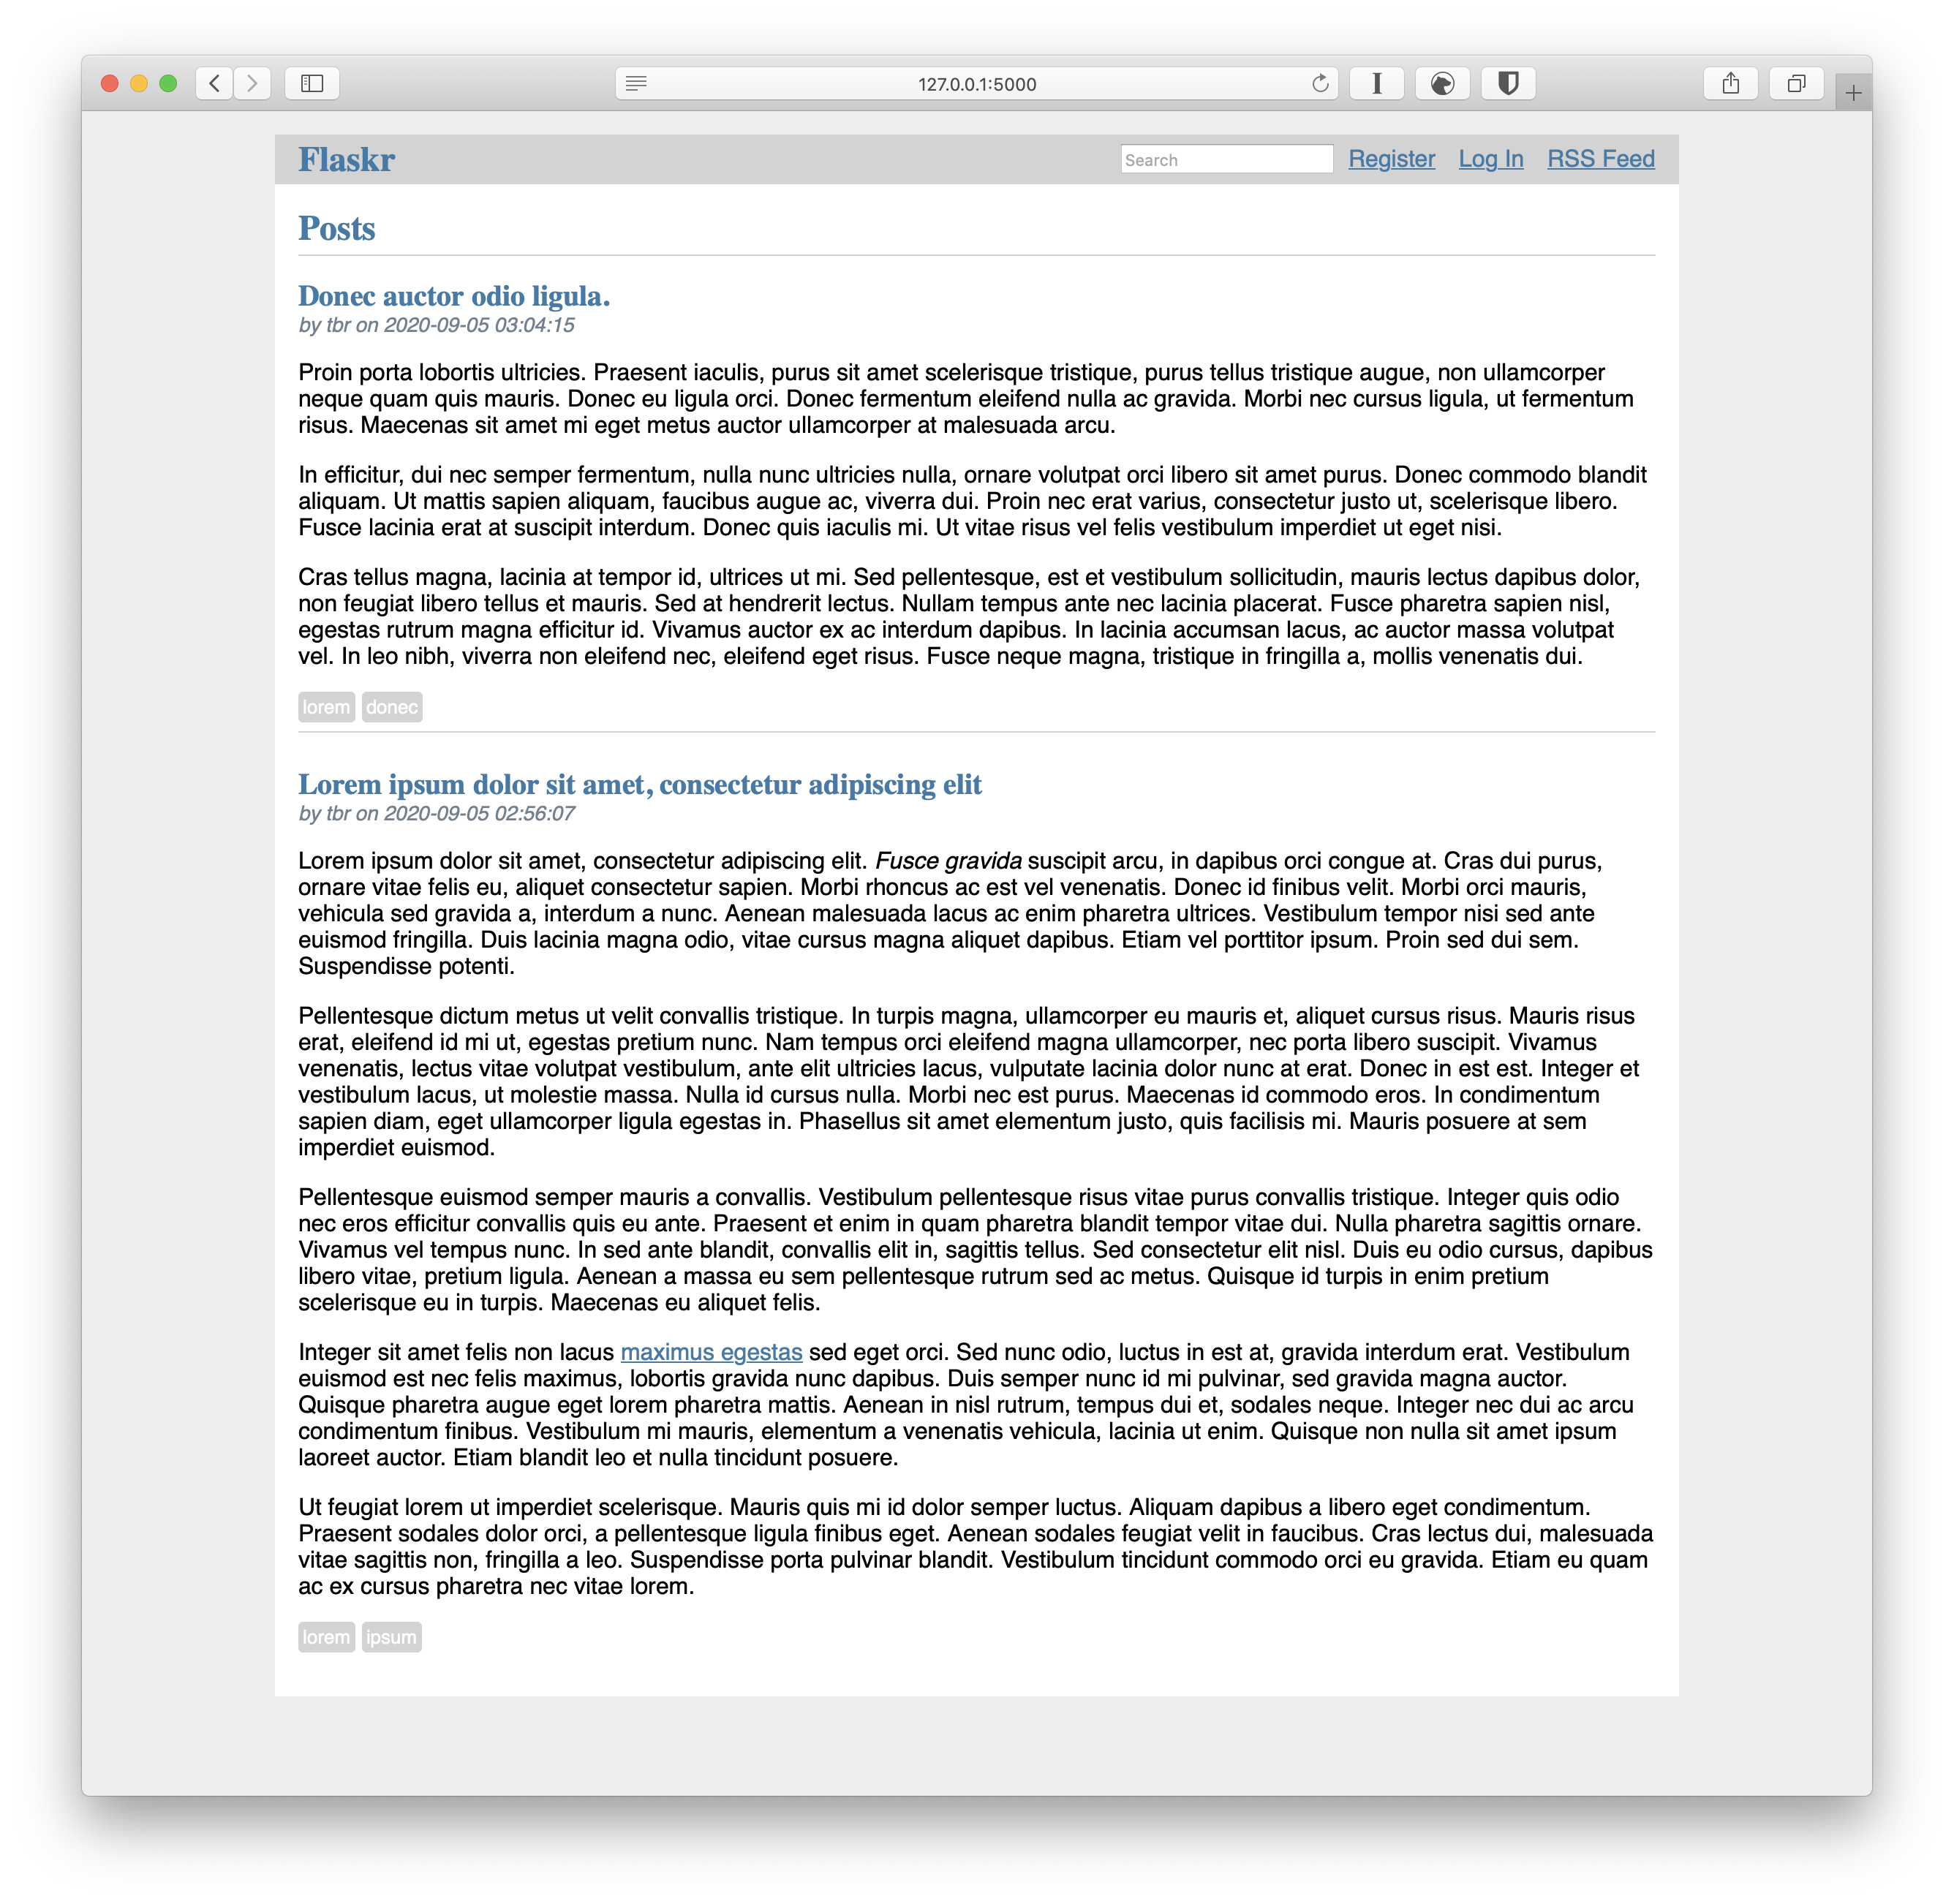 127.0.0.1:5000
Flaskr
Search
Register Log In RSS Feed
Posts
Donec auctor odio ligula.
by tbr on 2020-09-05 03:04:15
Proin porta lobortis ultricies. Praesent iaculis, purus sit amet scelerisque tristique, purus tellus tristique augue, non ullamcorper
neque quam quis mauris. Donec eu ligula orci. Donec fermentum eleifend nulla ac gravida. Morbi nec cursus ligula, ut fermentum
risus. Maecenas sit amet mi eget metus auctor ullamcorper at malesuada arcu.
In efficitur, dui nec semper fermentum, nulla nunc ultricies nulla, ornare volutpat orci libero sit amet purus. Donec commodo blandit
aliquam. Ut mattis sapien aliquam, faucibus augue ac, viverra dui. Proin nec erat varius, consectetur justo ut, scelerisque libero.
Fusce lacinia erat at suscipit interdum. Donec quis iaculis mi. Ut vitae risus vel felis vestibulum imperdiet ut eget nisi.
Cras tellus magna, lacinia at tempor id, ultrices ut mi. Sed pellentesque, est et vestibulum sollicitudin, mauris lectus dapibus dolor,
non feugiat libero tellus et mauris. Sed at hendrerit lectus. Nullam tempus ante nec lacinia placerat. Fusce pharetra sapien nisl,
egestas rutrum magna efficitur id. Vivamus auctor ex ac interdum dapibus. In lacinia accumsan lacus, ac auctor massa volutpat
vel. In leo nibh, viverra non eleifend nec, eleifend eget risus. Fusce neque magna, tristique in fringilla a, mollis venenatis dui.
lorem donec
Lorem ipsum dolor sit amet, consectetur adipiscing elit
by tbr on 2020-09-05 02:56:07
Lorem ipsum dolor sit amet, consectetur adipiscing elit. Fusce gravida suscipit arcu, in dapibus orci congue at. Cras dui purus,
ornare vitae felis eu, aliquet consectetur sapien. Morbi rhoncus ac est vel venenatis. Donec id finibus velit. Morbi orci mauris,
vehicula sed gravida a, interdum a nunc. Aenean malesuada lacus ac enim pharetra ultrices. Vestibulum tempor nisi sed ante
euismod fringilla. Duis lacinia magna odio, vitae cursus magna aliquet dapibus. Etiam vel porttitor ipsum. Proin sed dui sem.
Suspendisse potenti.
Pellentesque dictum metus ut velit convallis tristique. In turpis magna, ullamcorper eu mauris et, aliquet cursus risus. Mauris risus
erat, eleifend id mi ut, egestas pretium nunc. Nam tempus orci eleifend magna ullamcorper, nec porta libero suscipit. Vivamus
venenatis, lectus vitae volutpat vestibulum, ante elit ultricies lacus, vulputate lacinia dolor nunc at erat. Donec in est est. Integer et
vestibulum lacus, ut molestie massa. Nulla id cursus nulla. Morbi nec est purus. Maecenas id commodo eros. In condimentum
sapien diam, eget ullamcorper ligula egestas in. Phasellus sit amet elementum justo, quis facilisis mi. Mauris posuere at sem
imperdiet euismod.
Pellentesque euismod semper mauris a convallis. Vestibulum pellentesque risus vitae purus convallis tristique. Integer quis odio
nec eros efficitur convallis quis eu ante. Praesent et enim in quam pharetra blandit tempor vitae dui. Nulla pharetra sagittis ornare.
Vivamus vel tempus nunc. In sed ante blandit, convallis elit in, sagittis tellus. Sed consectetur elit nisl. Duis eu odio cursus, dapibus
libero vitae, pretium ligula. Aenean a massa eu sem pellentesque rutrum sed ac metus. Quisque id turpis in enim pretium
scelerisque eu in turpis. Maecenas eu aliquet felis.
Integer sit amet felis non lacus maximus egestas sed eget orci. Sed nunc odio, luctus in est at, gravida interdum erat. Vestibulum
euismod est nec felis maximus, lobortis gravida nunc dapibus. Duis semper nunc id mi pulvinar, sed gravida magna auctor.
Quisque pharetra augue eget lorem pharetra mattis. Aenean in nisl rutrum, tempus dui et, sodales neque. Integer nec dui ac arcu
condimentum finibus. Vestibulum mi mauris, elementum a venenatis vehicula, lacinia ut enim. Quisque non nulla sit amet ipsum
laoreet auctor. Etiam blandit leo et nulla tincidunt posuere.
Ut feugiat lorem ut imperdiet scelerisque. Mauris quis mi id dolor semper luctus. Aliquam dapibus a libero eget condimentum.
Praesent sodales dolor orci, a pellentesque ligula finibus eget. Aenean sodales feugiat velit in faucibus. Cras lectus dui, malesuada
vitae sagittis non, fringilla a leo. Suspendisse porta pulvinar blandit. Vestibulum tincidunt commodo orci eu gravida. Etiam eu quam
ac ex cursus pharetra nec vitae lorem.
lorem ipsum